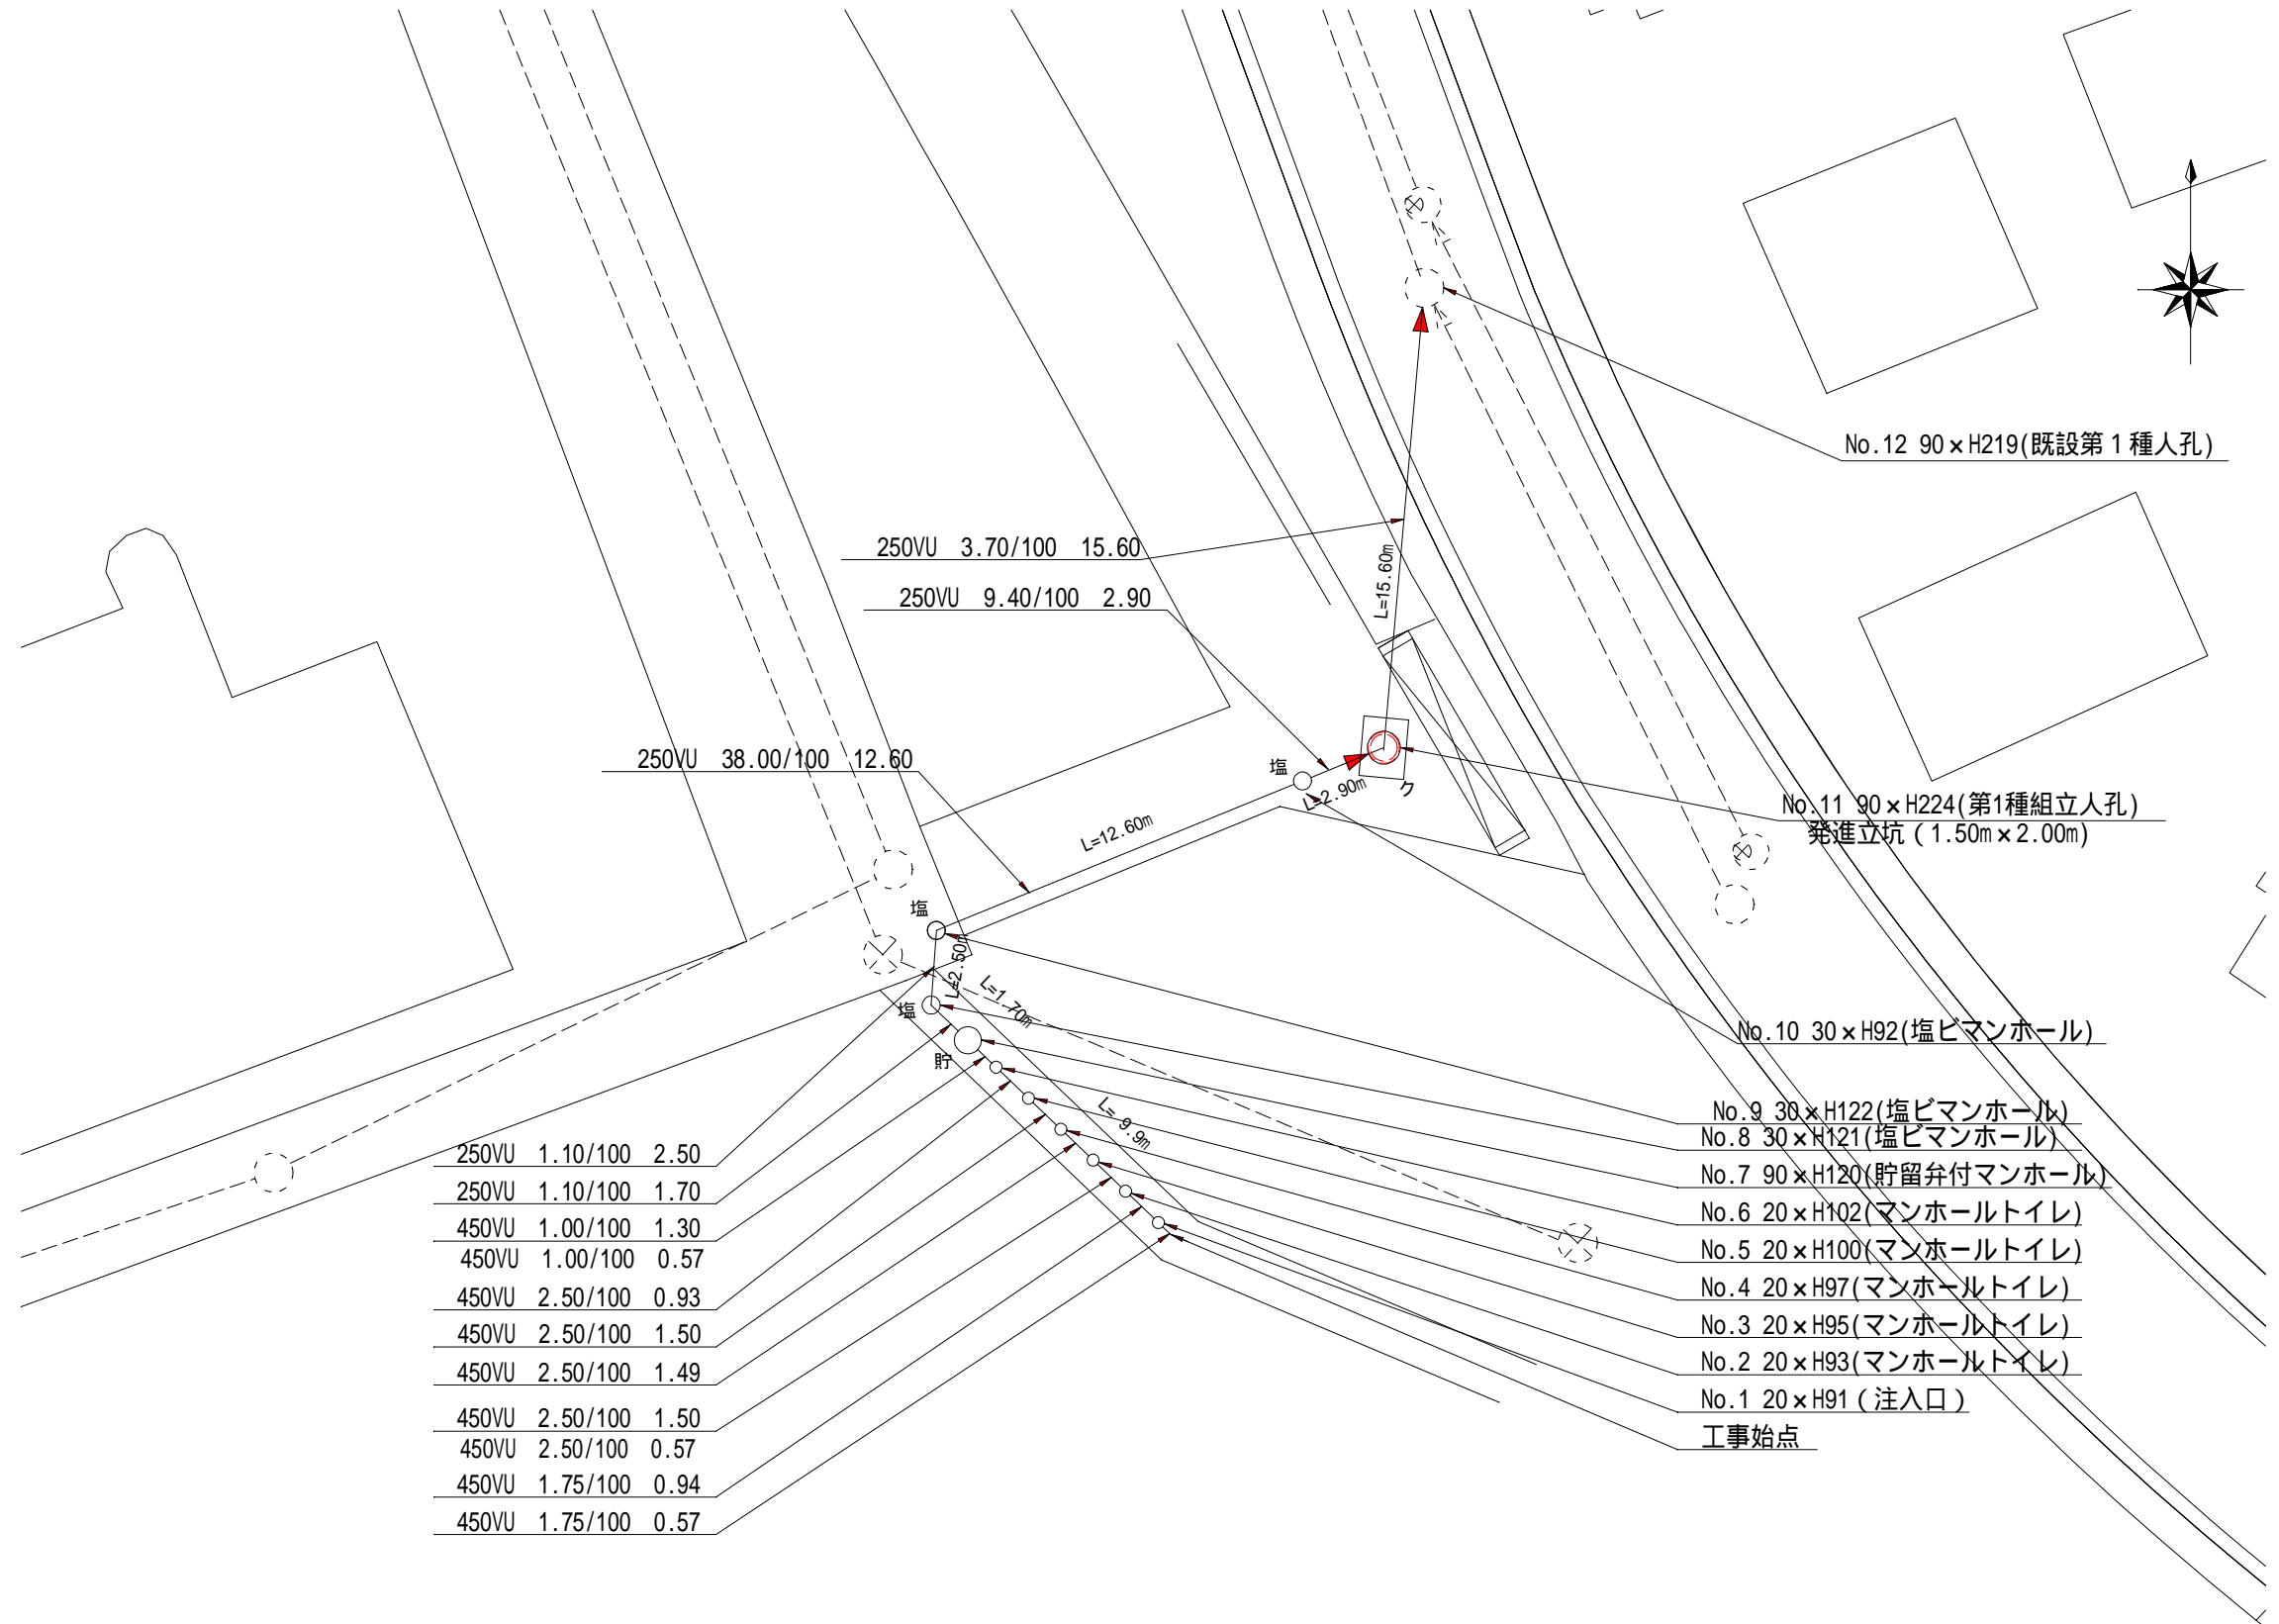 No.12 90×H219(既設第1種人孔)
250VU 3.70/100 15.60
L=15.60m
250VU 9.40/100 2.90
250VU 38.00/100 12.60
塩
L=2.90m
ク
No.11 90×H224(第1種組立人孔)
発進立坑(1.50m×2.00m)
L=12.60m
塩
L=2.50m
L=1.70m
塩
貯
No.10 30×H92(塩ビマンホール)
L= 9.9m
No.9 30×H122(塩ビマンホール)
No.8 30×H121(塩ビマンホール)
No.7 90×H120(貯留弁付マンホール)
No.6 20×H102(マンホールトイレ)
No.5 20×H100(マンホールトイレ)
No.4 20×H97(マンホールトイレ)
No.3 20×H95(マンホールトイレ)
No.2 20×H93(マンホールトイレ)
No.1 20×H91(注入口)
工事始点
250VU 1.10/100 2.50
250VU 1.10/100 1.70
450VU 1.00/100 1.30
450VU 1.00/100 0.57
450VU 2.50/100 0.93
450VU 2.50/100 1.50
450VU 2.50/100 1.49
450VU 2.50/100 1.50
450VU 2.50/100 0.57
450VU 1.75/100 0.94
450VU 1.75/100 0.57